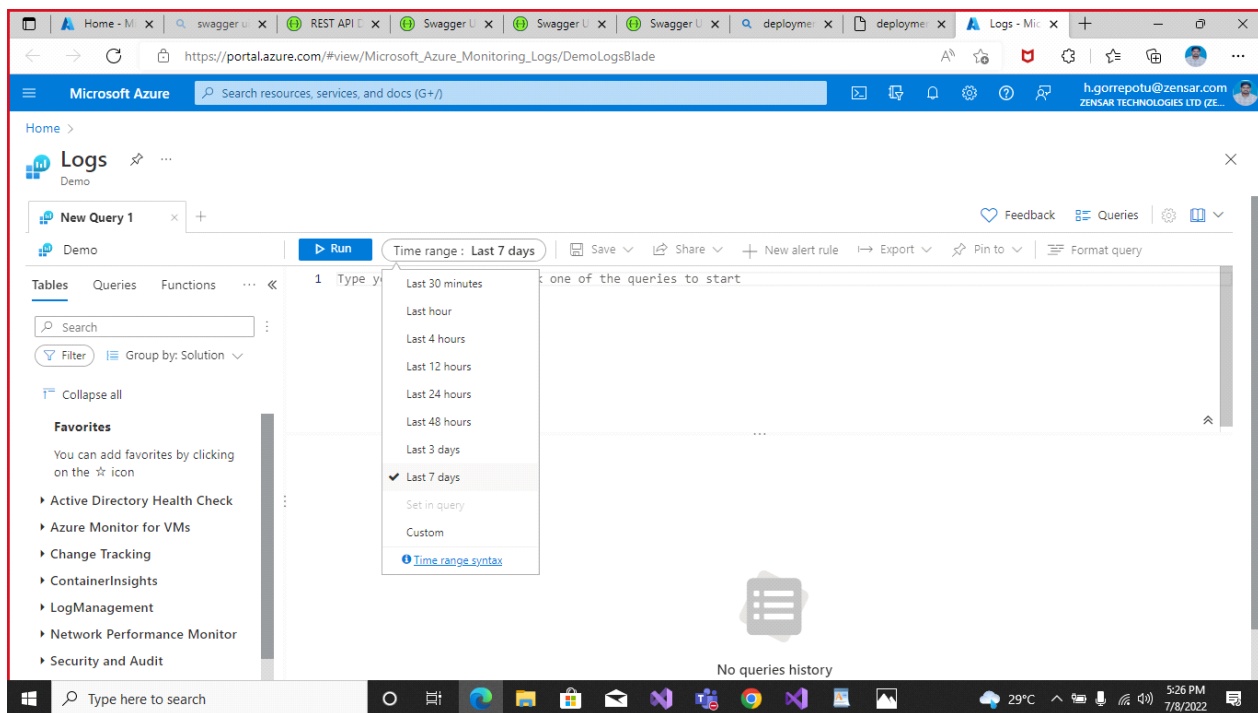 Home - Mi
swagger u
REST API D
Swagger U
Swagger U
Swagger U
deploymen
deploymen
Logs - Mic
https://portal.azure.com/#view/Microsoft_Azure_Monitoring_Logs/DemoLogsBlade
Microsoft Azure
Search resources, services, and docs (G+/)
h.gorrepotu@zensar.com
ZENSAR TECHNOLOGIES LTD (ZE...
Home >
Logs
Demo
New Query 1
Feedback
Queries
Demo
Run
Time range : Last 7 days
Save
Share
New alert rule
Export
Pin to
Format query
Tables
Queries
Functions
1 Type y
one of the queries to start
Last 30 minutes
Last hour
Last 4 hours
Last 12 hours
Last 24 hours
Last 48 hours
Last 3 days
Last 7 days
Set in query
Custom
Time range syntax
Search
Filter
Group by: Solution
Collapse all
Favorites
You can add favorites by clicking
on the ☆ icon
Active Directory Health Check
Azure Monitor for VMs
Change Tracking
ContainerInsights
LogManagement
Network Performance Monitor
Security and Audit
No queries history
Type here to search
29°C
5:26 PM
7/8/2022